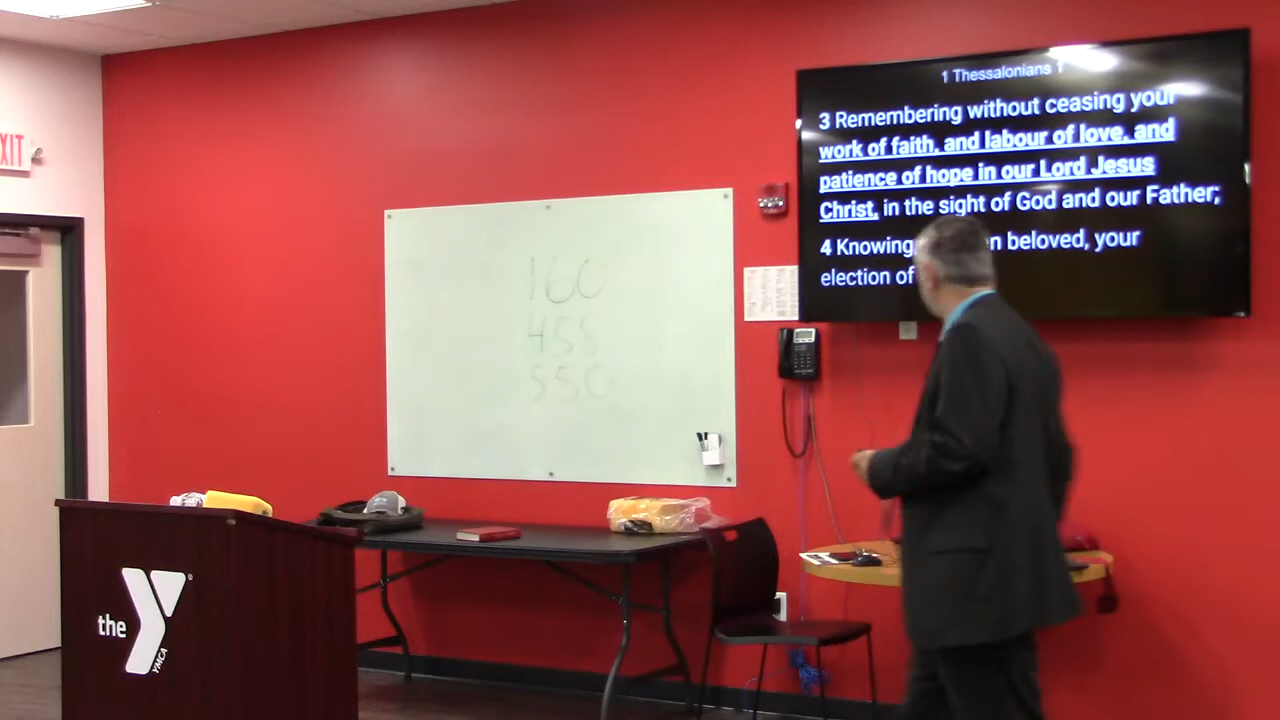 EXIT
160
455
550
1 Thessalonians 1
3 Remembering without ceasing your
work of faith, and labour of love, and
patience of hope in our Lord Jesus
Christ, in the sight of God and our Father;
4 Knowing, beloved, your
election of
the Y
YMCA